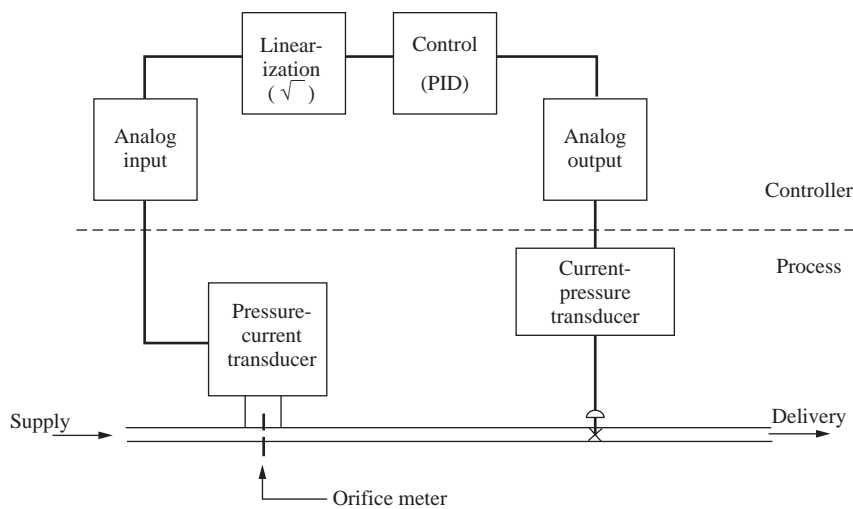 Linear-
ization
( √ )
Control
(PID)
Analog
input
Analog
output
Controller
Process
Current-
pressure
transducer
Pressure-
current
transducer
Supply
Delivery
Orifice meter